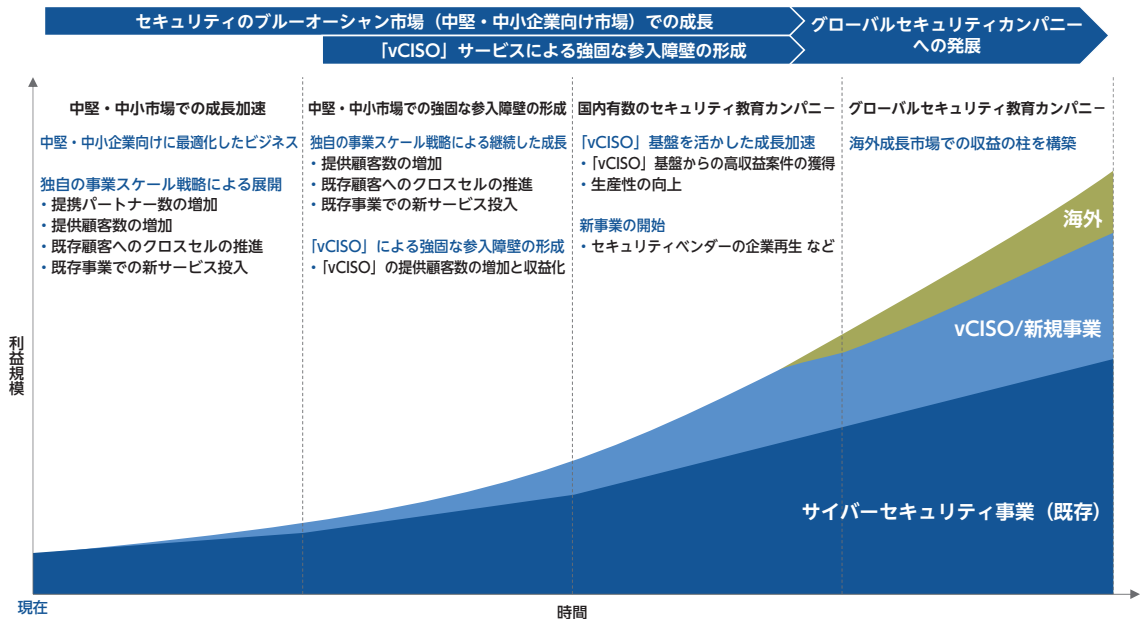 セキュリティのブルーオーシャン市場（中堅・中小企業向け市場）での成長
「vCISO」サービスによる強固な参入障壁の形成
グローバルセキュリティカンパニー
への発展
中堅・中小市場での成長加速
中堅・中小企業向けに最適化したビジネス
独自の事業スケール戦略による展開
・提携パートナー数の増加
・提供顧客数の増加
・既存顧客へのクロスセルの推進
・既存事業での新サービス投入
中堅・中小市場での強固な参入障壁の形成
独自の事業スケール戦略による継続した成長
・提供顧客数の増加
・既存顧客へのクロスセルの推進
・既存事業での新サービス投入
「vCISO」による強固な参入障壁の形成
・「vCISO」の提供顧客数の増加と収益化
国内有数のセキュリティ教育カンパニー
「vCISO」基盤を活かした成長加速
・「vCISO」基盤からの高収益案件の獲得
・生産性の向上
新事業の開始
・セキュリティベンダーの企業再生 など
グローバルセキュリティ教育カンパニー
海外成長市場での収益の柱を構築
海外
vCISO/新規事業
サイバーセキュリティ事業（既存）
利益規模
現在
時間